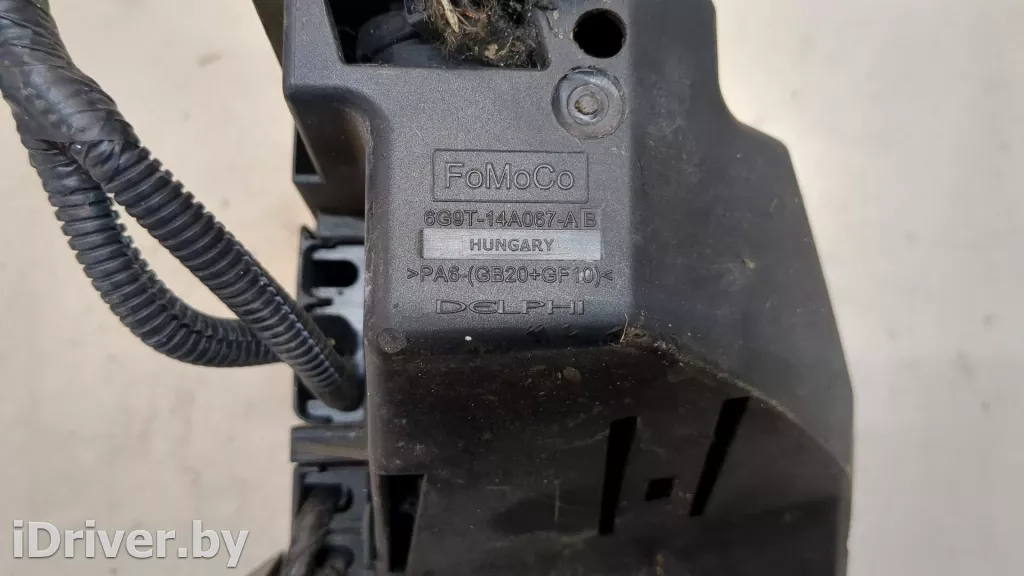 FoMoCo
6G9T-14A067-AB
HUNGARY
>PA6-(GB20+GF10)<
DELPHI
iDriver.by